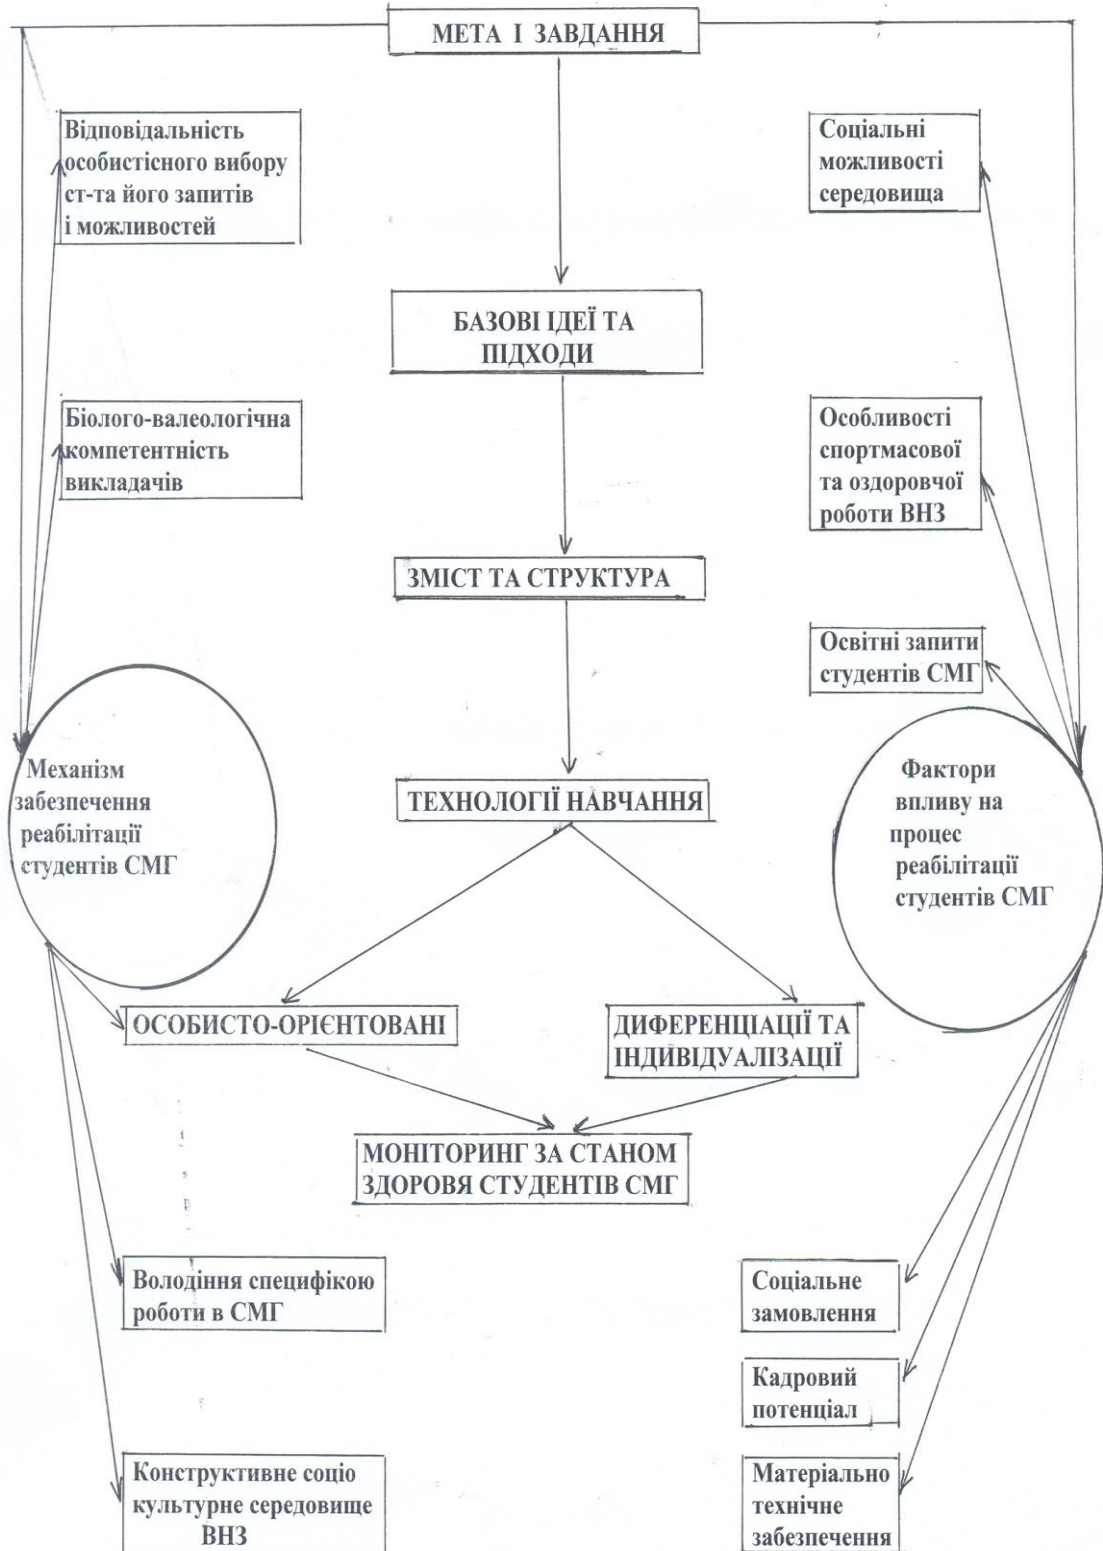 МЕТА І ЗАВДАННЯ
Відповідальність
особистісного вибору
ст-та його запитів
і можливостей
Соціальні
можливості
середовища
БАЗОВІ ІДЕЇ ТА
ПІДХОДИ
Біолого-валеологічна
компетентність
викладачів
Особливості
спортмасової
та оздоровчої
роботи ВНЗ
ЗМІСТ ТА СТРУКТУРА
Освітні запити
студентів СМГ
Механізм
забезпечення
реабілітації
студентів СМГ
ТЕХНОЛОГІЇ НАВЧАННЯ
Фактори
впливу на
процес
реабілітації
студентів СМГ
ОСОБИСТО-ОРІЄНТОВАНІ
ДИФЕРЕНЦІАЦІЇ ТА
ІНДИВІДУАЛІЗАЦІЇ
МОНІТОРИНГ ЗА СТАНОМ
ЗДОРОВЯ СТУДЕНТІВ СМГ
Володіння специфікою
роботи в СМГ
Соціальне
замовлення
Кадровий
потенціал
Конструктивне соціо
культурне середовище
ВНЗ
Матеріально
технічне
забезпечення